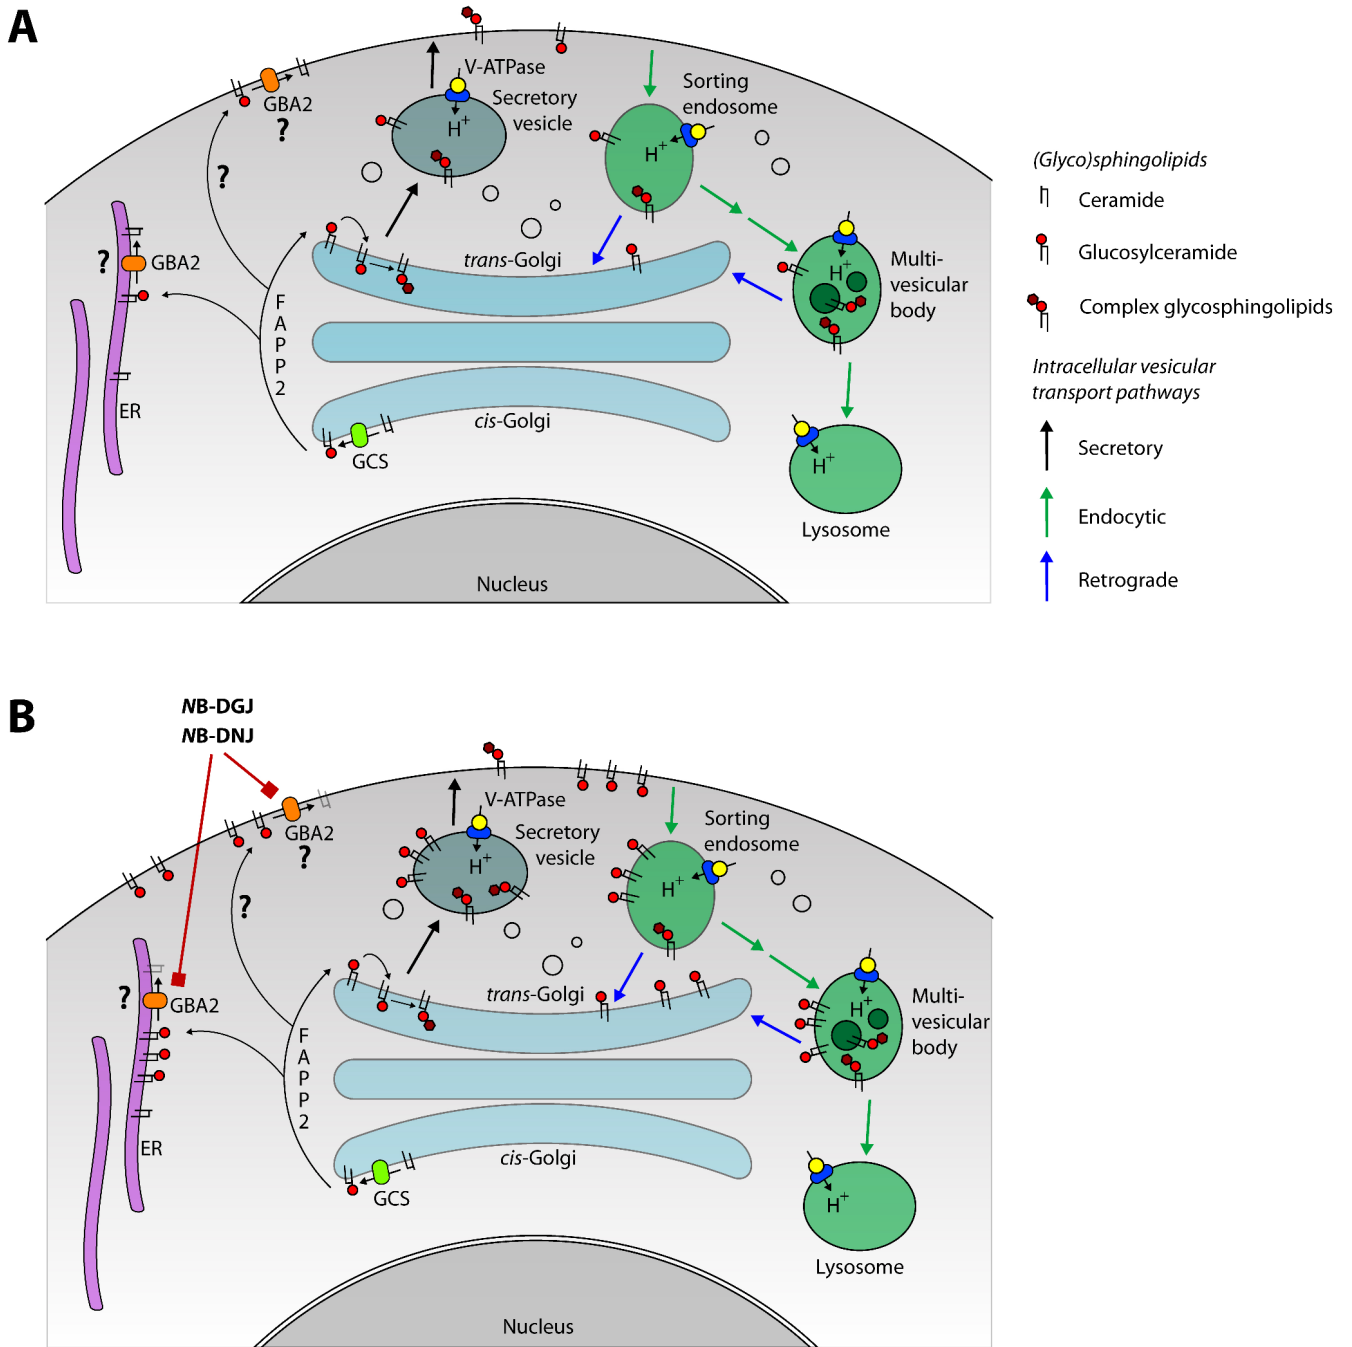 A
V-ATPase
Secretory
vesicle
H+
GBA2
?
?
Sorting
endosome
H+
?
GBA2
ER
F
A
P
P
2
trans-Golgi
cis-Golgi
GCS
H+
Multi-
vesicular
body
H+
Lysosome
Nucleus
(Glyco)sphingolipids
Ceramide
Glucosylceramide
Complex glycosphingolipids
Intracellular vesicular
transport pathways
Secretory
Endocytic
Retrograde
B
NB-DGJ
NB-DNJ
V-ATPase
Secretory
vesicle
H+
GBA2
?
?
Sorting
endosome
H+
?
GBA2
ER
F
A
P
P
2
trans-Golgi
cis-Golgi
GCS
H+
Multi-
vesicular
body
H+
Lysosome
Nucleus